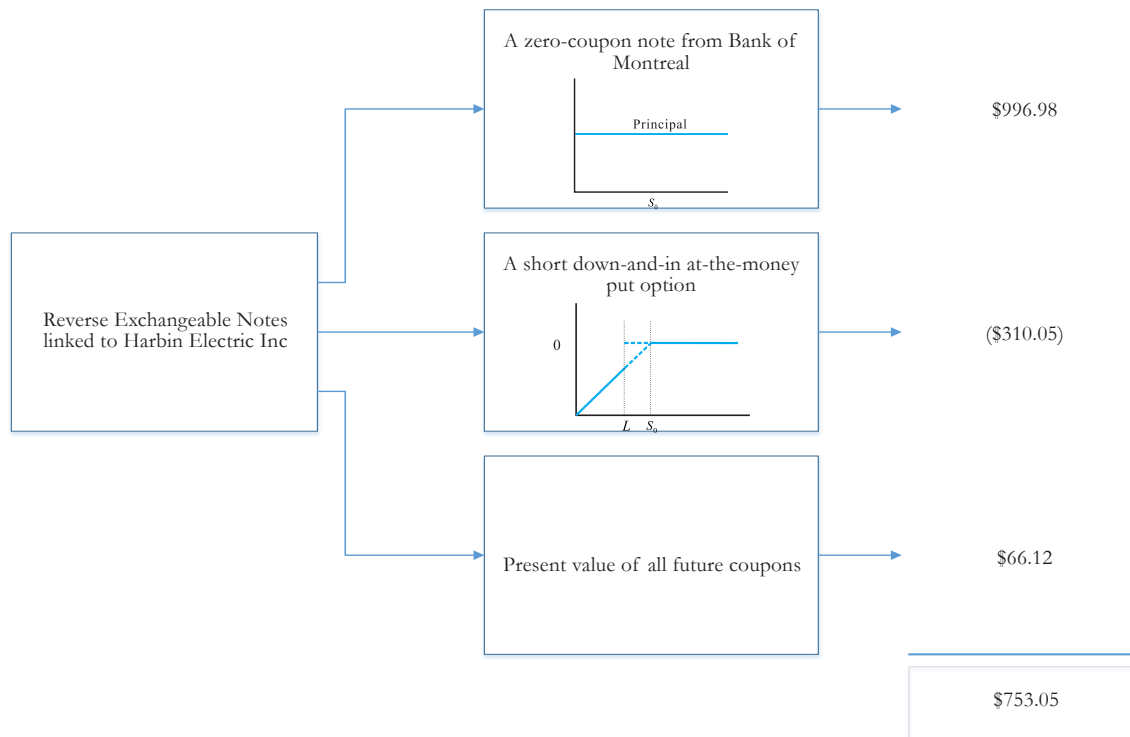 A zero-coupon note from Bank of
Montreal
Principal
S₀
$996.98
Reverse Exchangeable Notes
linked to Harbin Electric Inc
A short down-and-in at-the-money
put option
0
L S₀
($310.05)
Present value of all future coupons
$66.12
$753.05